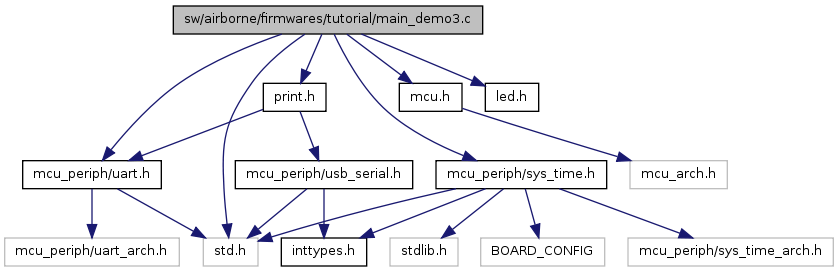 sw/airborne/firmwares/tutorial/main_demo3.c
print.h
mcu.h
led.h
mcu_periph/uart.h
mcu_periph/usb_serial.h
mcu_periph/sys_time.h
mcu_arch.h
mcu_periph/uart_arch.h
std.h
inttypes.h
stdlib.h
BOARD_CONFIG
mcu_periph/sys_time_arch.h